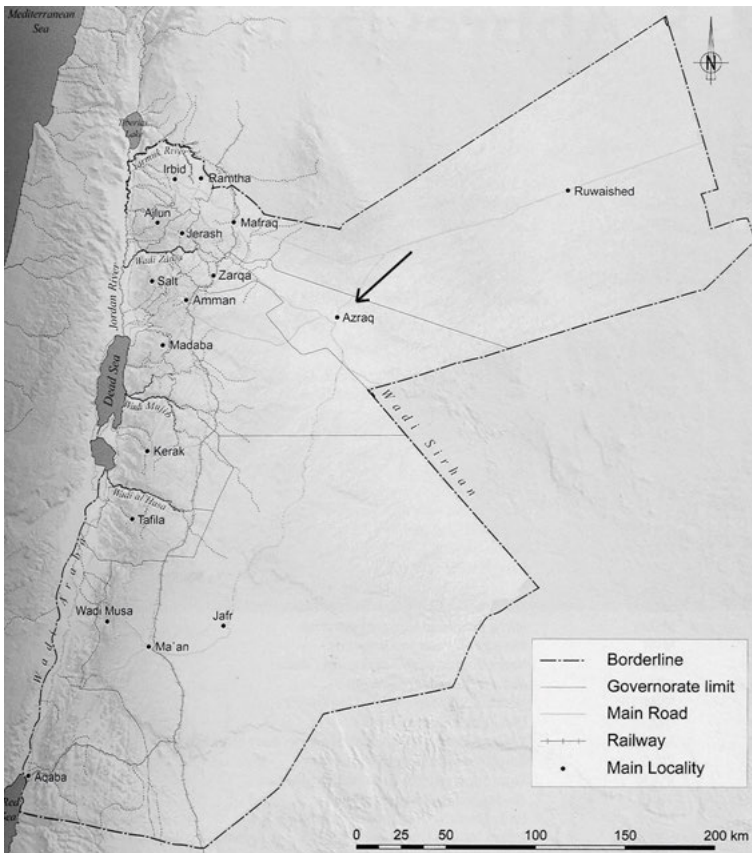 Mediterranean
Sea
N
Tiberias
Lake
Yarmuk River
Irbid
Ramtha
Ruwaished
Ajlun
Mafraq
Jerash
Wadi Zarqa
Zarqa
Salt
Amman
Azraq
Jordan River
Madaba
Dead Sea
Wadi Mujib
Wadi Sirhan
Kerak
Wadi al Hasa
Tafila
Wadi Araba
Wadi Musa
Jafr
Ma`an
Aqaba
Red
Sea
Borderline
Governorate limit
Main Road
Railway
Main Locality
0 25 50 100 150 200 km